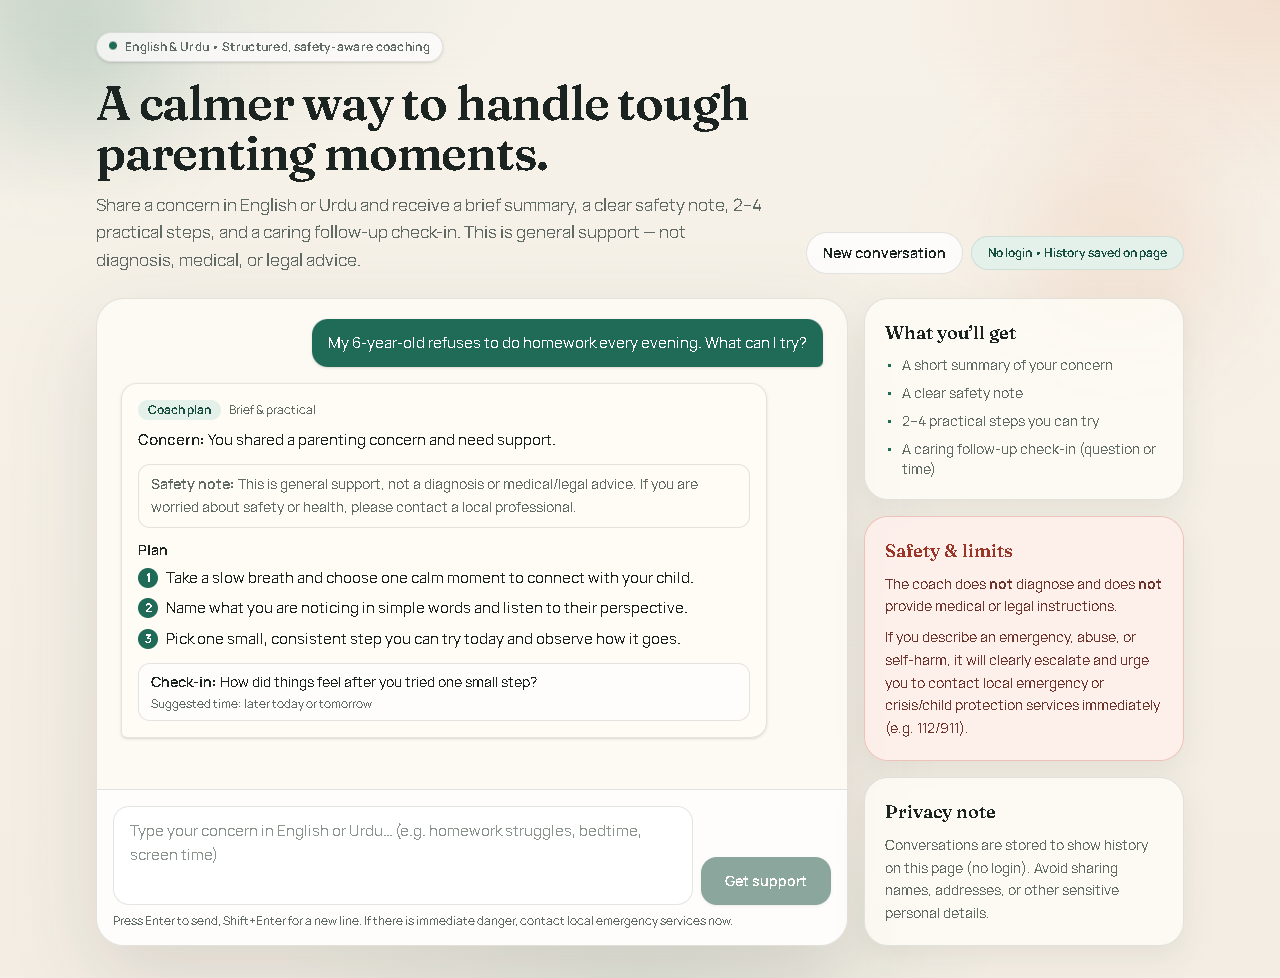 English & Urdu • Structured, safety-aware coaching
A calmer way to handle tough
parenting moments.
Share a concern in English or Urdu and receive a brief summary, a clear safety note, 2–4
practical steps, and a caring follow-up check-in. This is general support — not
diagnosis, medical, or legal advice.
New conversation
No login • History saved on page
My 6-year-old refuses to do homework every evening. What can I try?
Coach plan
Brief & practical
Concern: You shared a parenting concern and need support.
Safety note: This is general support, not a diagnosis or medical/legal advice. If you are
worried about safety or health, please contact a local professional.
Plan
1 Take a slow breath and choose one calm moment to connect with your child.
2 Name what you are noticing in simple words and listen to their perspective.
3 Pick one small, consistent step you can try today and observe how it goes.
Check-in: How did things feel after you tried one small step?
Suggested time: later today or tomorrow
Type your concern in English or Urdu… (e.g. homework struggles, bedtime,
screen time)
Get support
Press Enter to send, Shift+Enter for a new line. If there is immediate danger, contact local emergency services now.
What you’ll get
• A short summary of your concern
• A clear safety note
• 2–4 practical steps you can try
• A caring follow-up check-in (question or
time)
Safety & limits
The coach does not diagnose and does not
provide medical or legal instructions.
If you describe an emergency, abuse, or
self-harm, it will clearly escalate and urge
you to contact local emergency or
crisis/child protection services immediately
(e.g. 112/911).
Privacy note
Conversations are stored to show history
on this page (no login). Avoid sharing
names, addresses, or other sensitive
personal details.